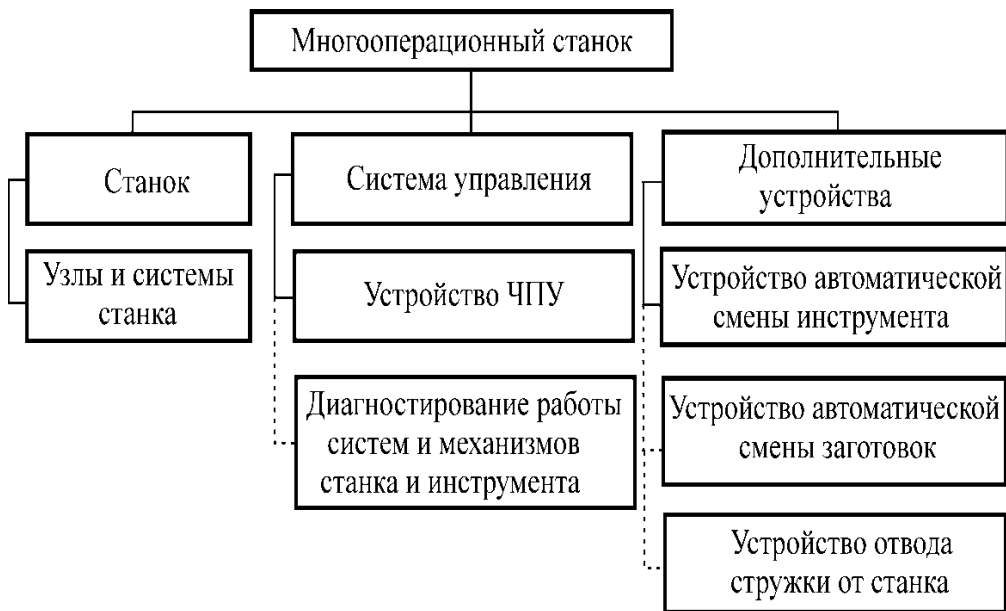 Многооперационный станок
Станок
Система управления
Дополнительные
устройства
Узлы и системы
станка
Устройство ЧПУ
Устройство автоматической
смены инструмента
Диагностирование работы
систем и механизмов
станка и инструмента
Устройство автоматической
смены заготовок
Устройство отвода
стружки от станка